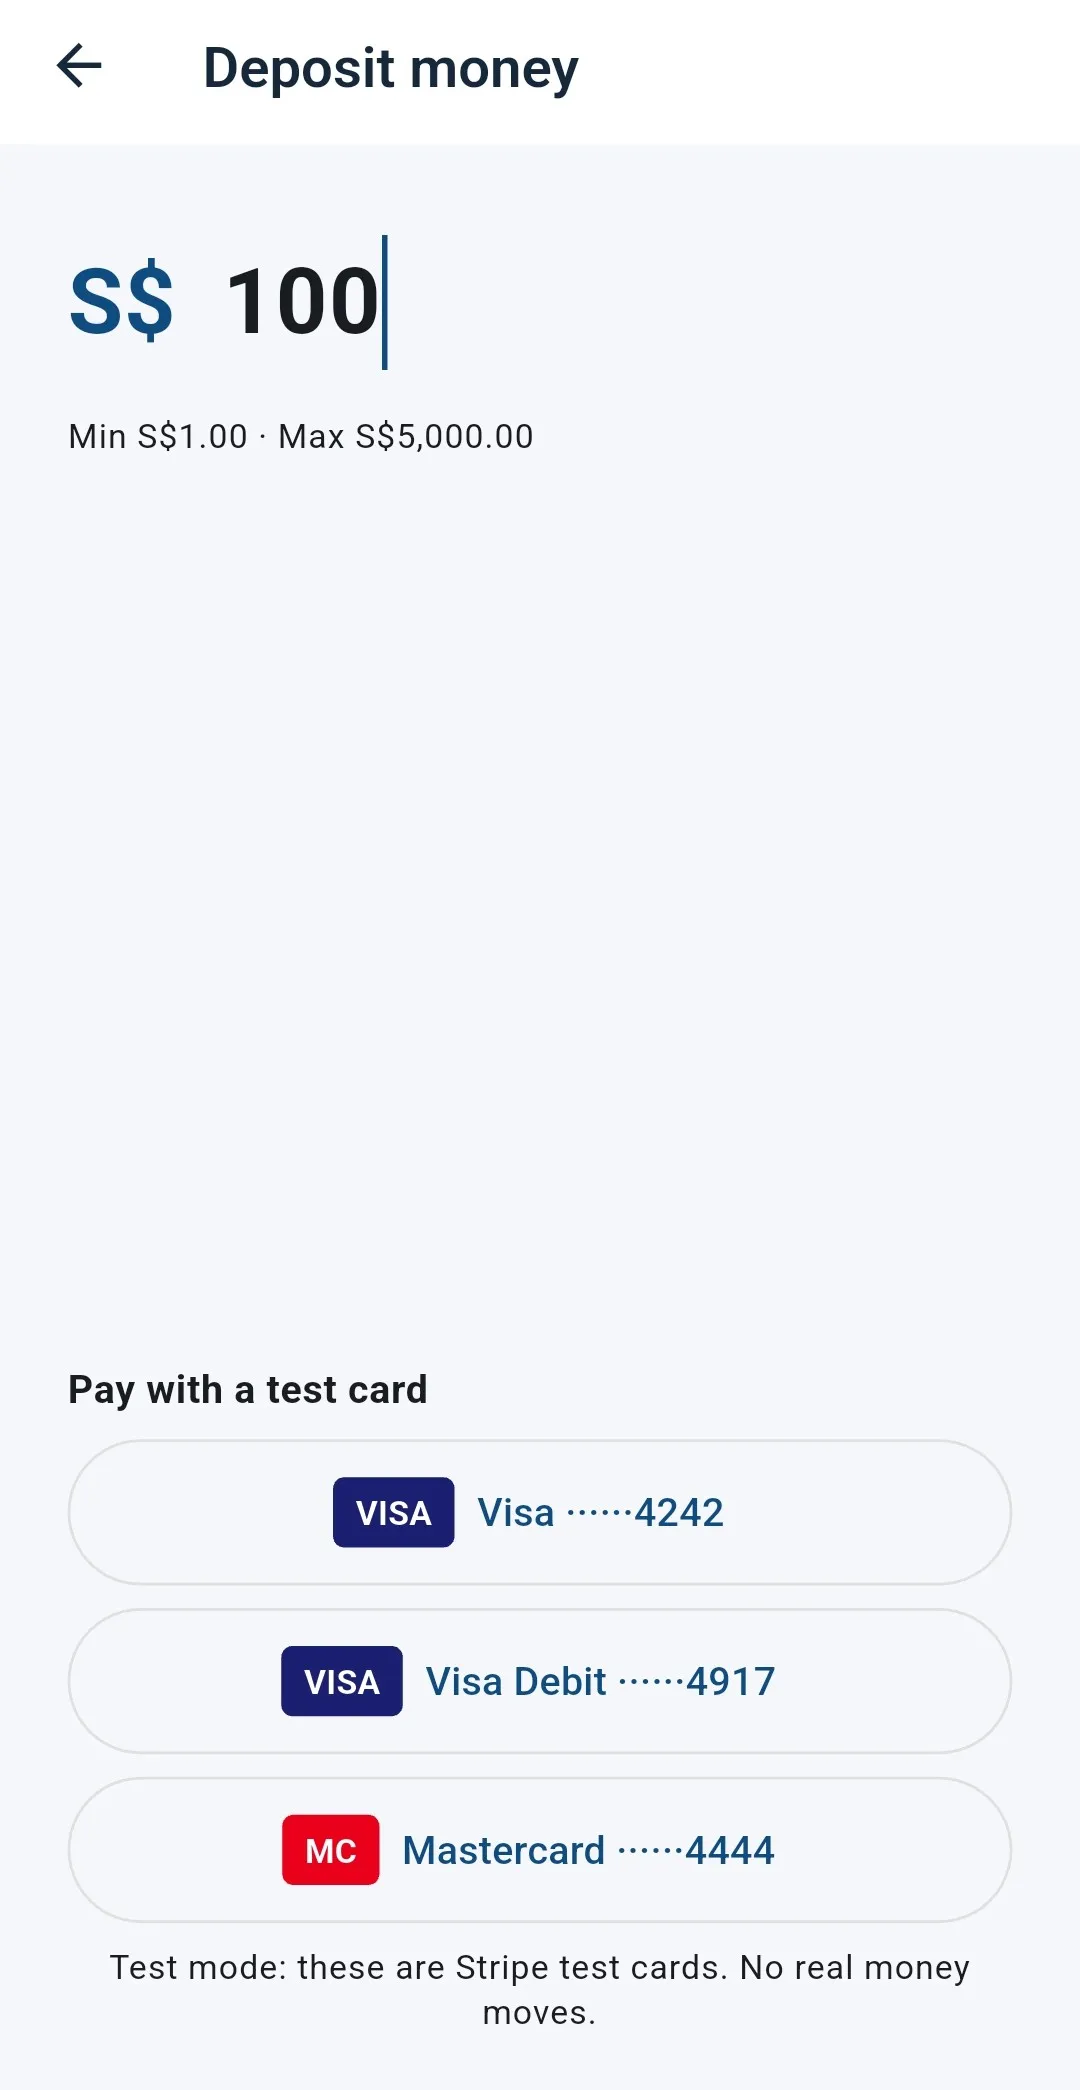 Deposit money
S$ 100
Min S$1.00 · Max S$5,000.00
Pay with a test card
VISA Visa ······4242
VISA Visa Debit ······4917
MC Mastercard ······4444
Test mode: these are Stripe test cards. No real money
moves.